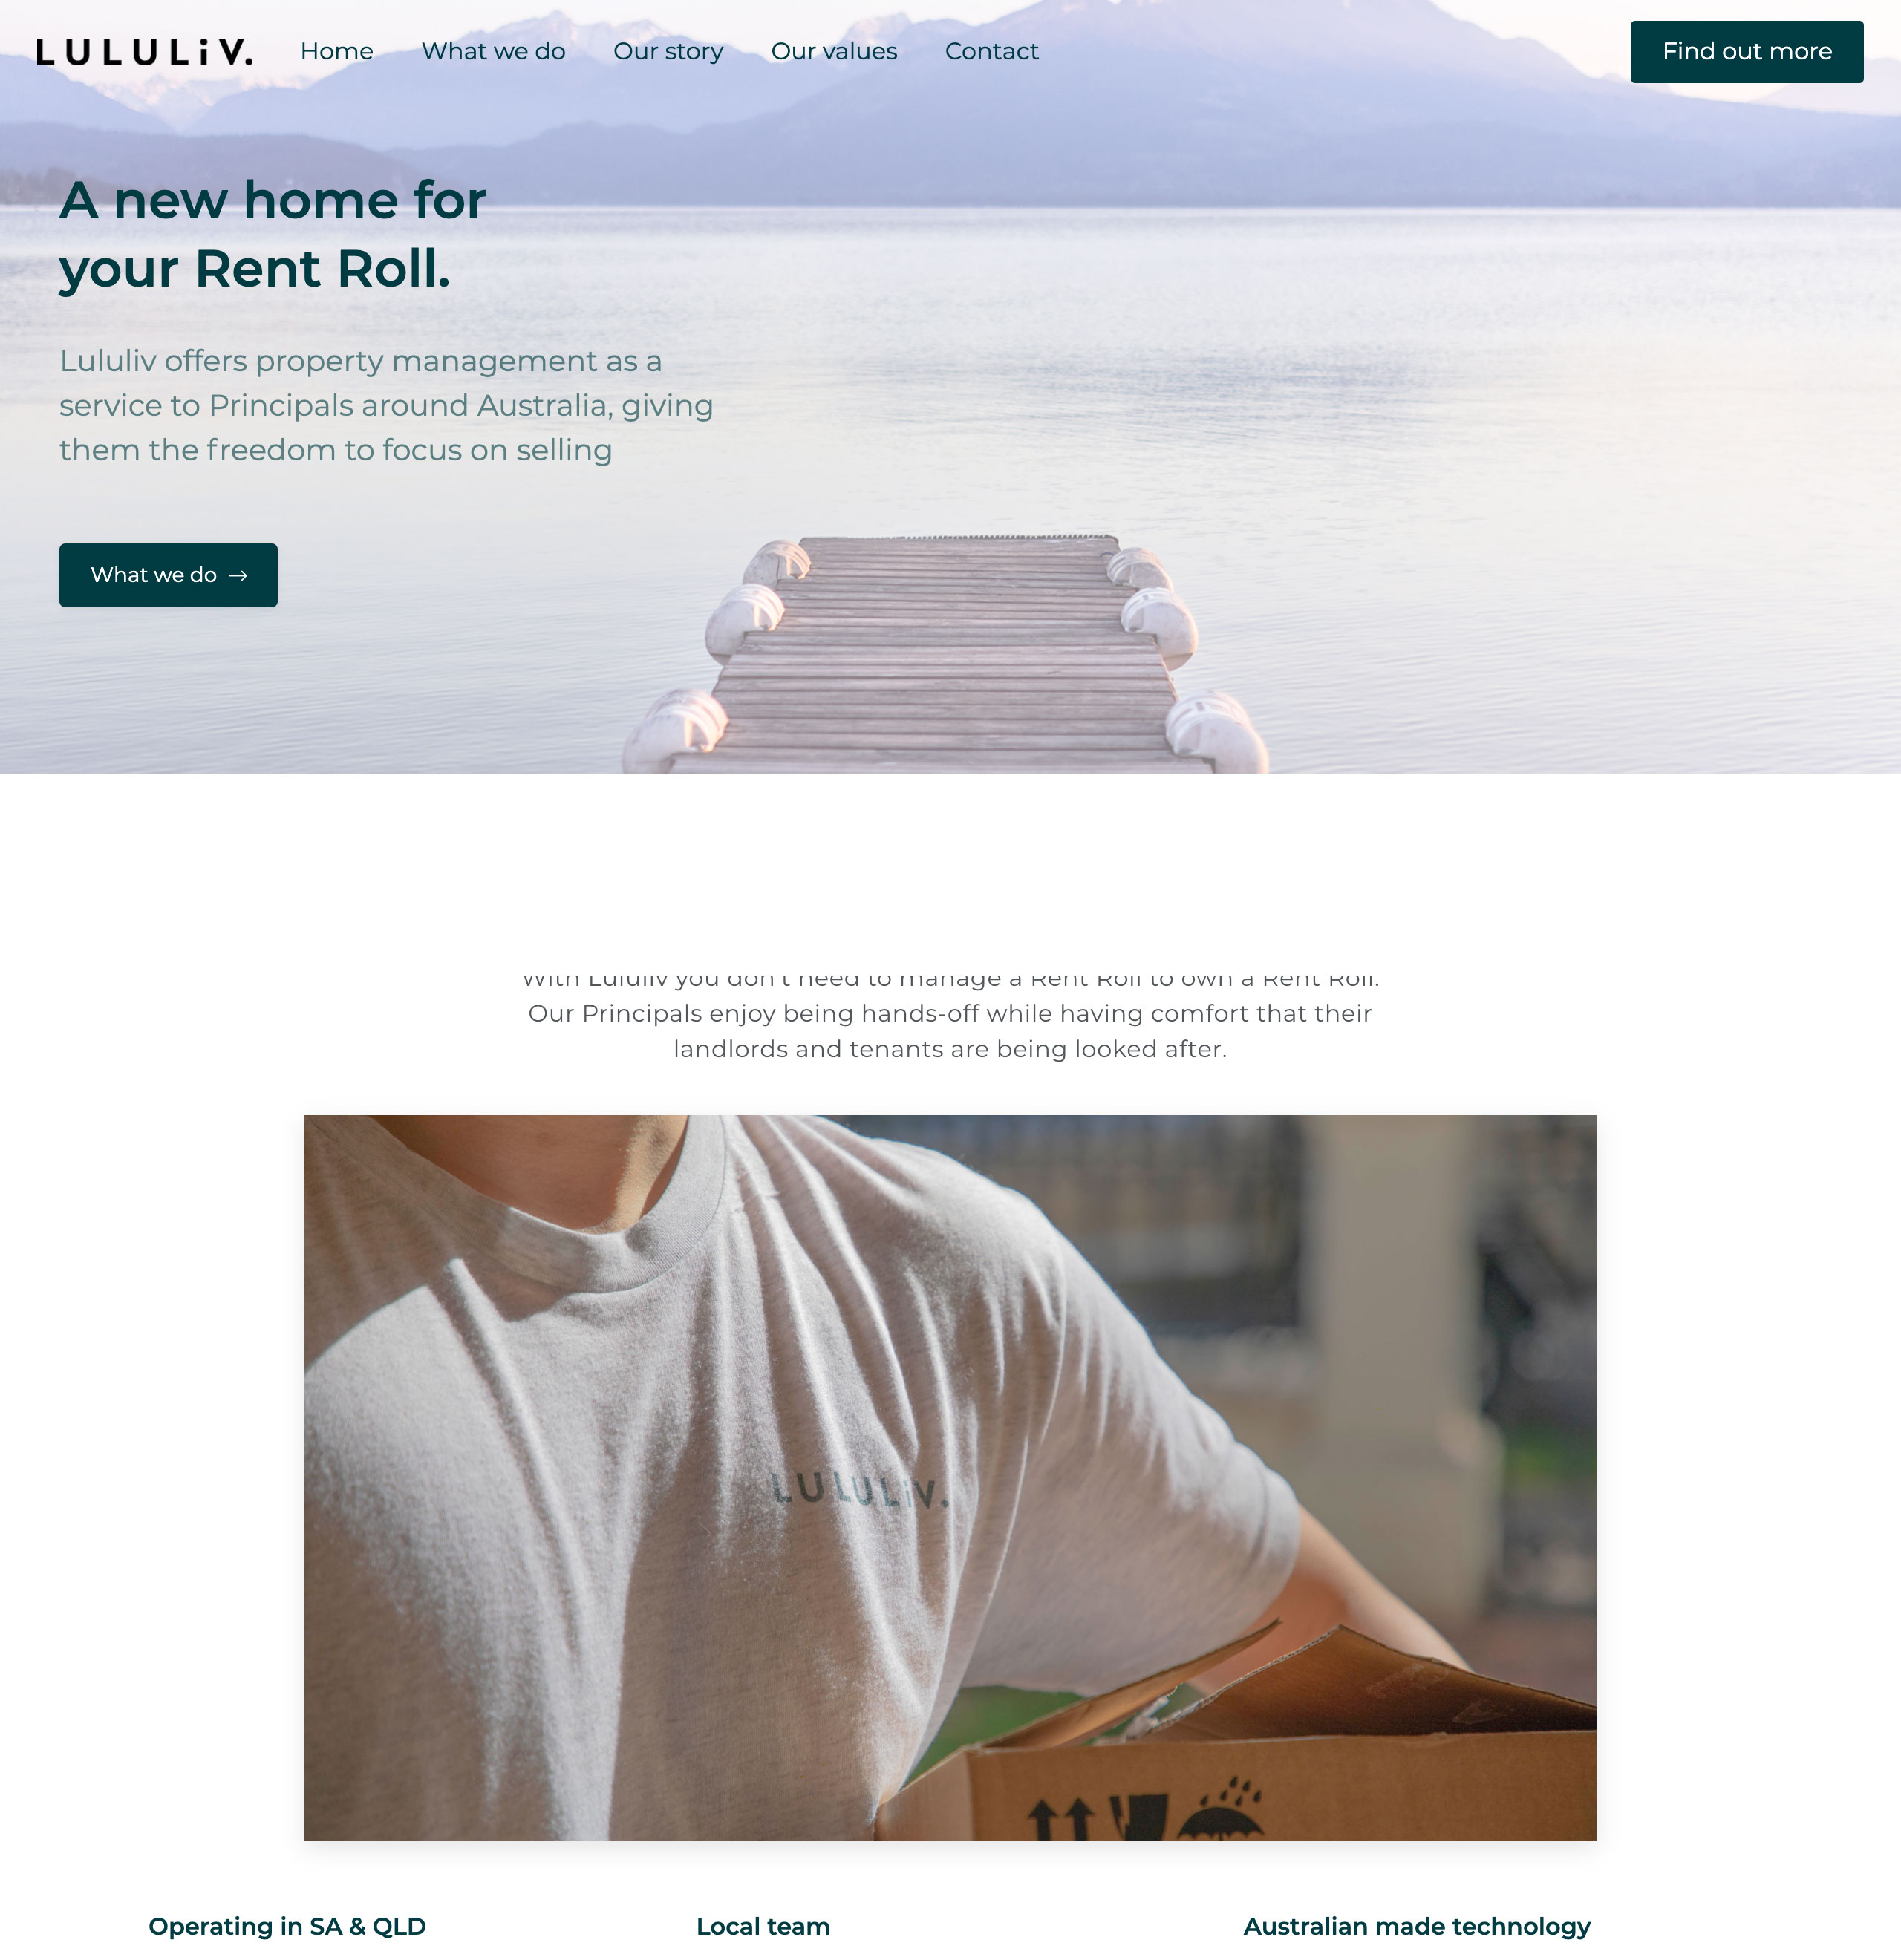 LULULiV.
Home
What we do
Our story
Our values
Contact
Find out more
A new home for
your Rent Roll.
Lululiv offers property management as a
service to Principals around Australia, giving
them the freedom to focus on selling
What we do →
With Lululiv you don't need to manage a Rent Roll to own a Rent Roll.
Our Principals enjoy being hands-off while having comfort that their
landlords and tenants are being looked after.
LULULiV.
Operating in SA & QLD
Local team
Australian made technology